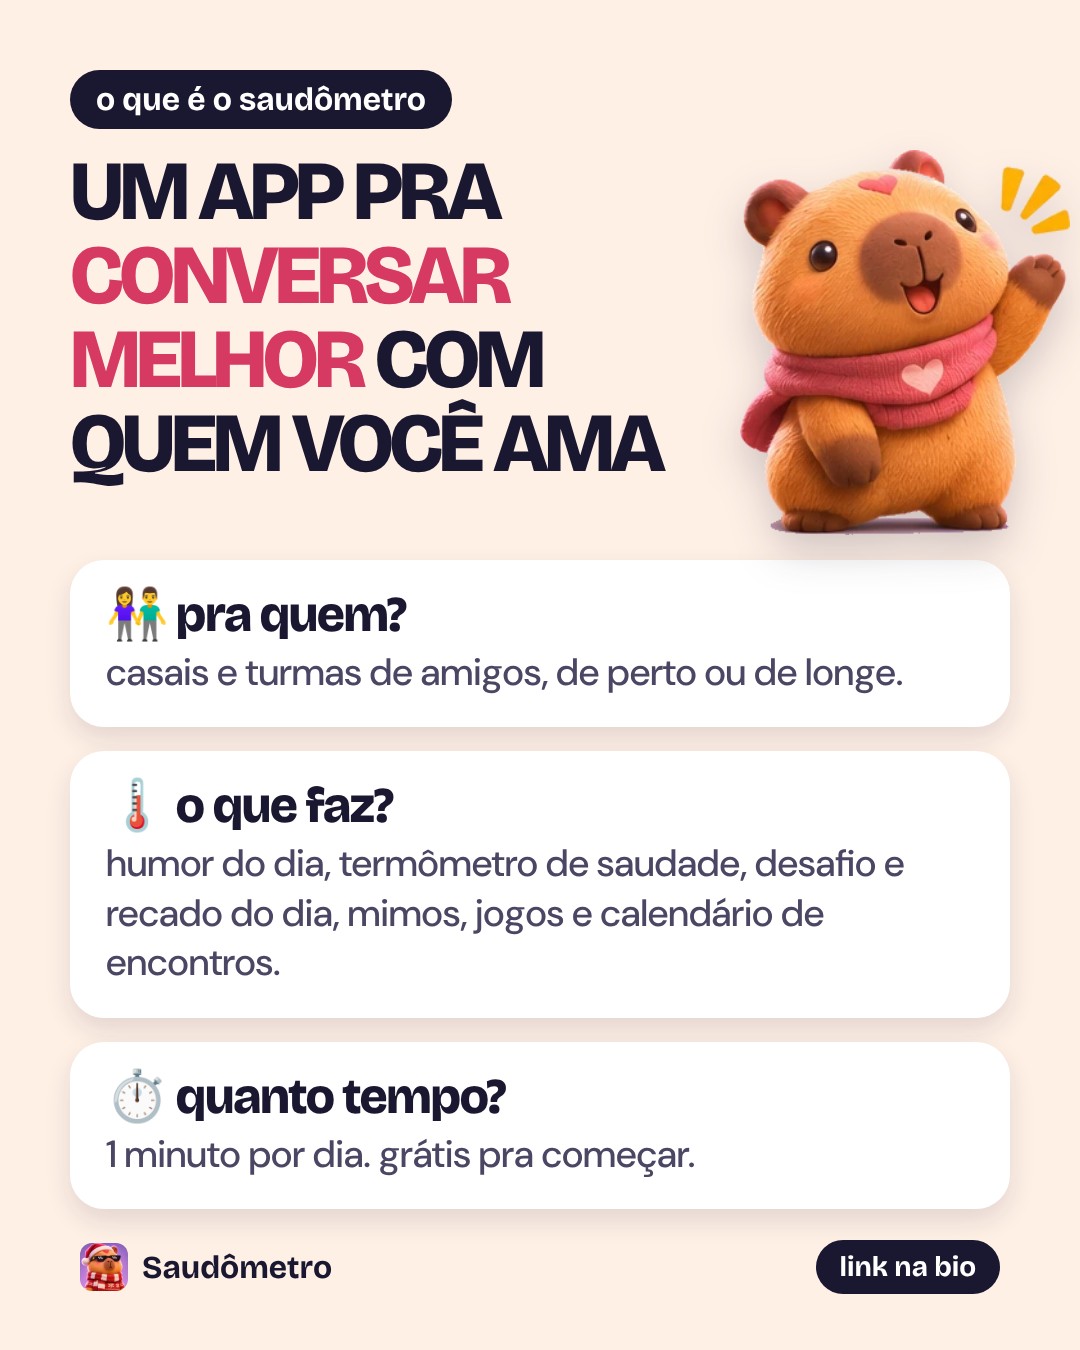 o que é o saudômetro
UM APP PRA
CONVERSAR
MELHOR COM
QUEM VOCÊ AMA
pra quem?
casais e turmas de amigos, de perto ou de longe.
o que faz?
humor do dia, termômetro de saudade, desafio e
recado do dia, mimos, jogos e calendário de
encontros.
quanto tempo?
1 minuto por dia. grátis pra começar.
Saudômetro
link na bio